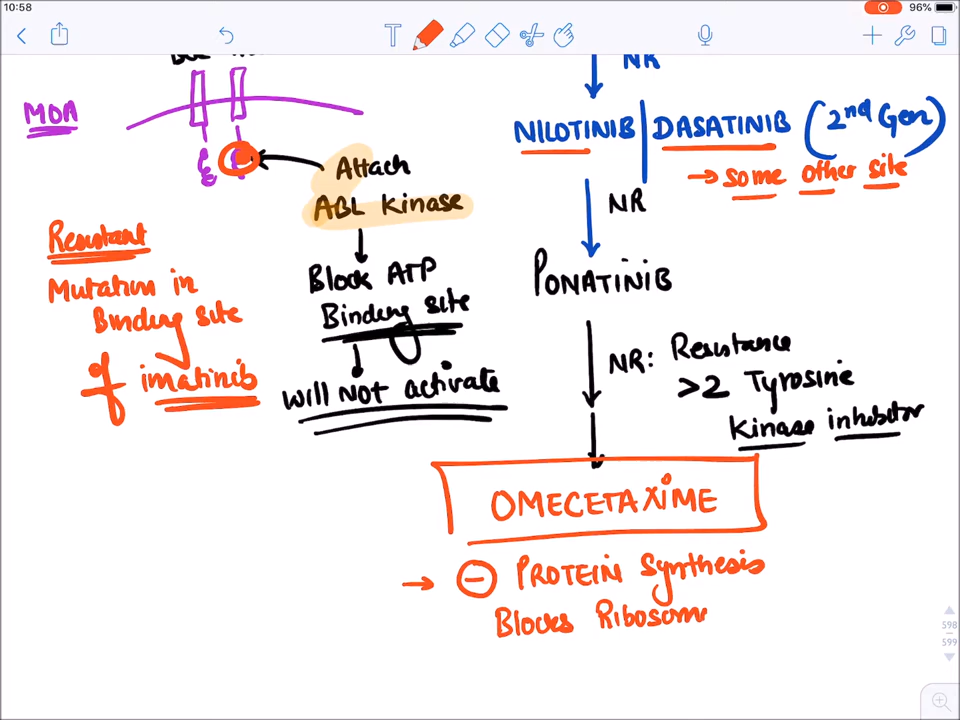 10:58
96%
T
NR
MOA
NILOTINIB | DASATINIB (2nd Gen)
→ some other site
Attach
ABL Kinase
NR
Resistant
Mutation in
Binding site
of imatinib
Block ATP
Binding site
will NOT activate
PONATINIB
NR: Resistance
>2 Tyrosine
Kinase inhibitor
OMECETAXIME
→ ⊖ PROTEIN Synthesis
Blocks Ribosome
598
599